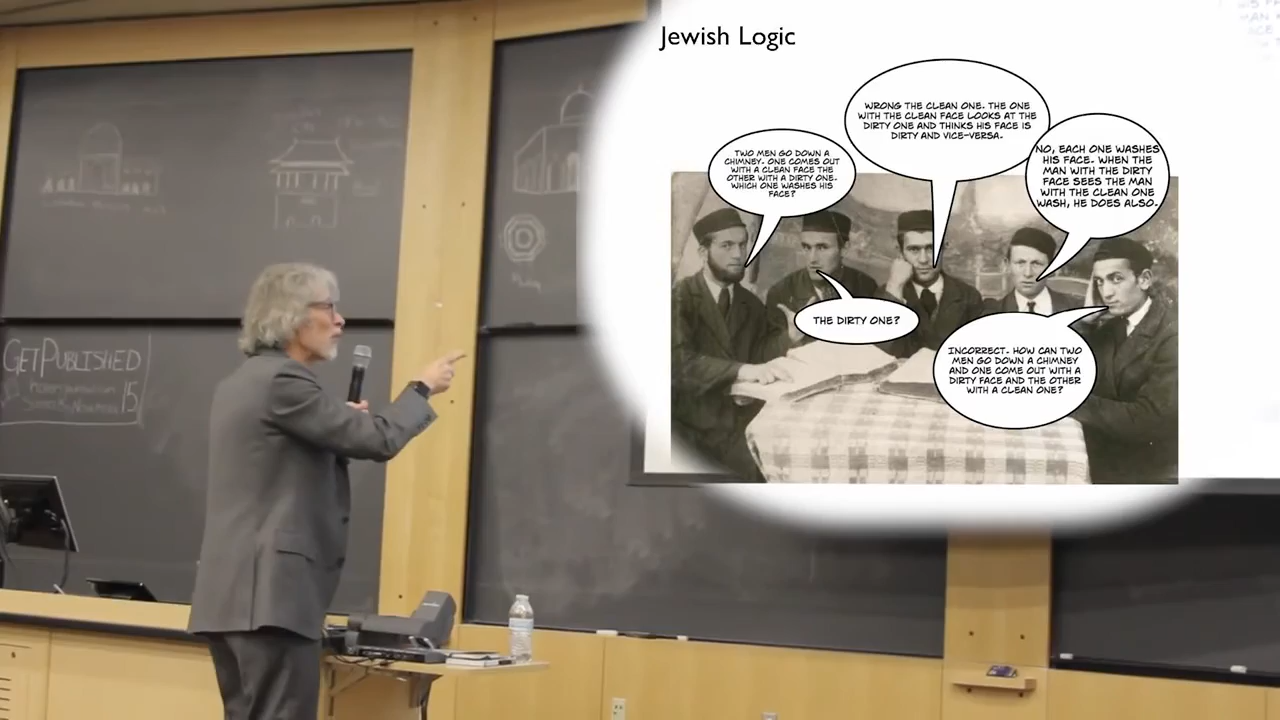 Jewish Logic
TWO MEN GO DOWN A
CHIMNEY. ONE COMES OUT
WITH A CLEAN FACE THE
OTHER WITH A DIRTY ONE.
WHICH ONE WASHES HIS
FACE?
THE DIRTY ONE?
WRONG THE CLEAN ONE. THE ONE
WITH THE CLEAN FACE LOOKS AT THE
DIRTY ONE AND THINKS HIS FACE IS
DIRTY AND VICE-VERSA.
NO, EACH ONE WASHES
HIS FACE. WHEN THE
MAN WITH THE DIRTY
FACE SEES THE MAN
WITH THE CLEAN ONE
WASH, HE DOES ALSO.
INCORRECT. HOW CAN TWO
MEN GO DOWN A CHIMNEY
AND ONE COME OUT WITH A
DIRTY FACE AND THE OTHER
WITH A CLEAN ONE?
GETPUBLISHED
15